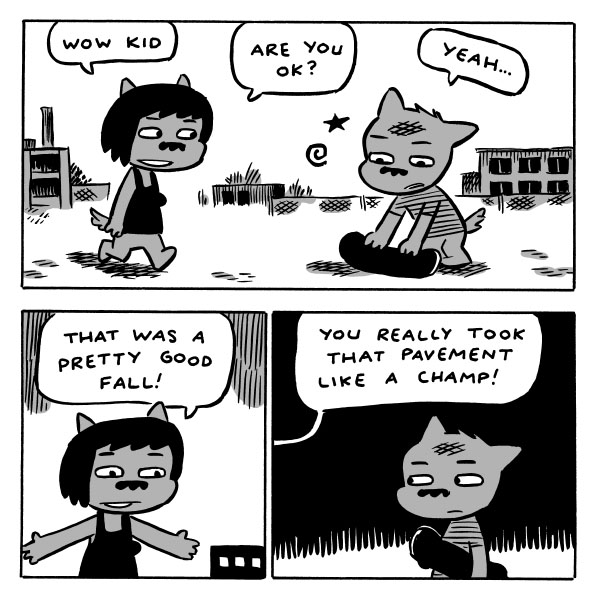 WOW KID
ARE YOU
OK?
YEAH...
THAT WAS A
PRETTY GOOD
FALL!
YOU REALLY TOOK
THAT PAVEMENT
LIKE A CHAMP!